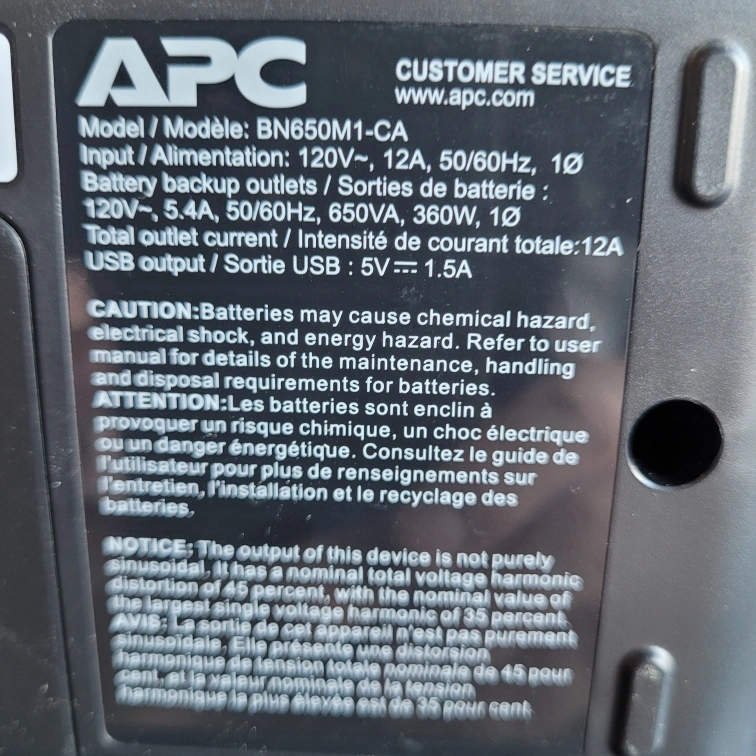 APC
CUSTOMER SERVICE
www.apc.com
Model / Modèle: BN650M1-CA
Input / Alimentation: 120V~, 12A, 50/60Hz, 1Ø
Battery backup outlets / Sorties de batterie :
120V~, 5.4A, 50/60Hz, 650VA, 360W, 1Ø
Total outlet current / Intensité de courant totale:12A
USB output / Sortie USB : 5V⎓ 1.5A
CAUTION:Batteries may cause chemical hazard,
electrical shock, and energy hazard. Refer to user
manual for details of the maintenance, handling
and disposal requirements for batteries.
ATTENTION:Les batteries sont enclin à
provoquer un risque chimique, un choc électrique
ou un danger énergétique. Consultez le guide de
l'utilisateur pour plus de renseignements sur
l'entretien, l'installation et le recyclage des
batteries.
NOTICE: The output of this device is not purely
sinusoidal. It has a nominal total voltage harmonic
distortion of 45 percent, with the nominal value of
the largest single voltage harmonic of 35 percent.
AVIS: La sortie de cet appareil n'est pas purement
sinusoïdale. Elle présente une distorsion
harmonique de tension totale nominale de 45 pour
cent, et la valeur nominale de la tension
harmonique la plus élevée est de 35 pour cent.